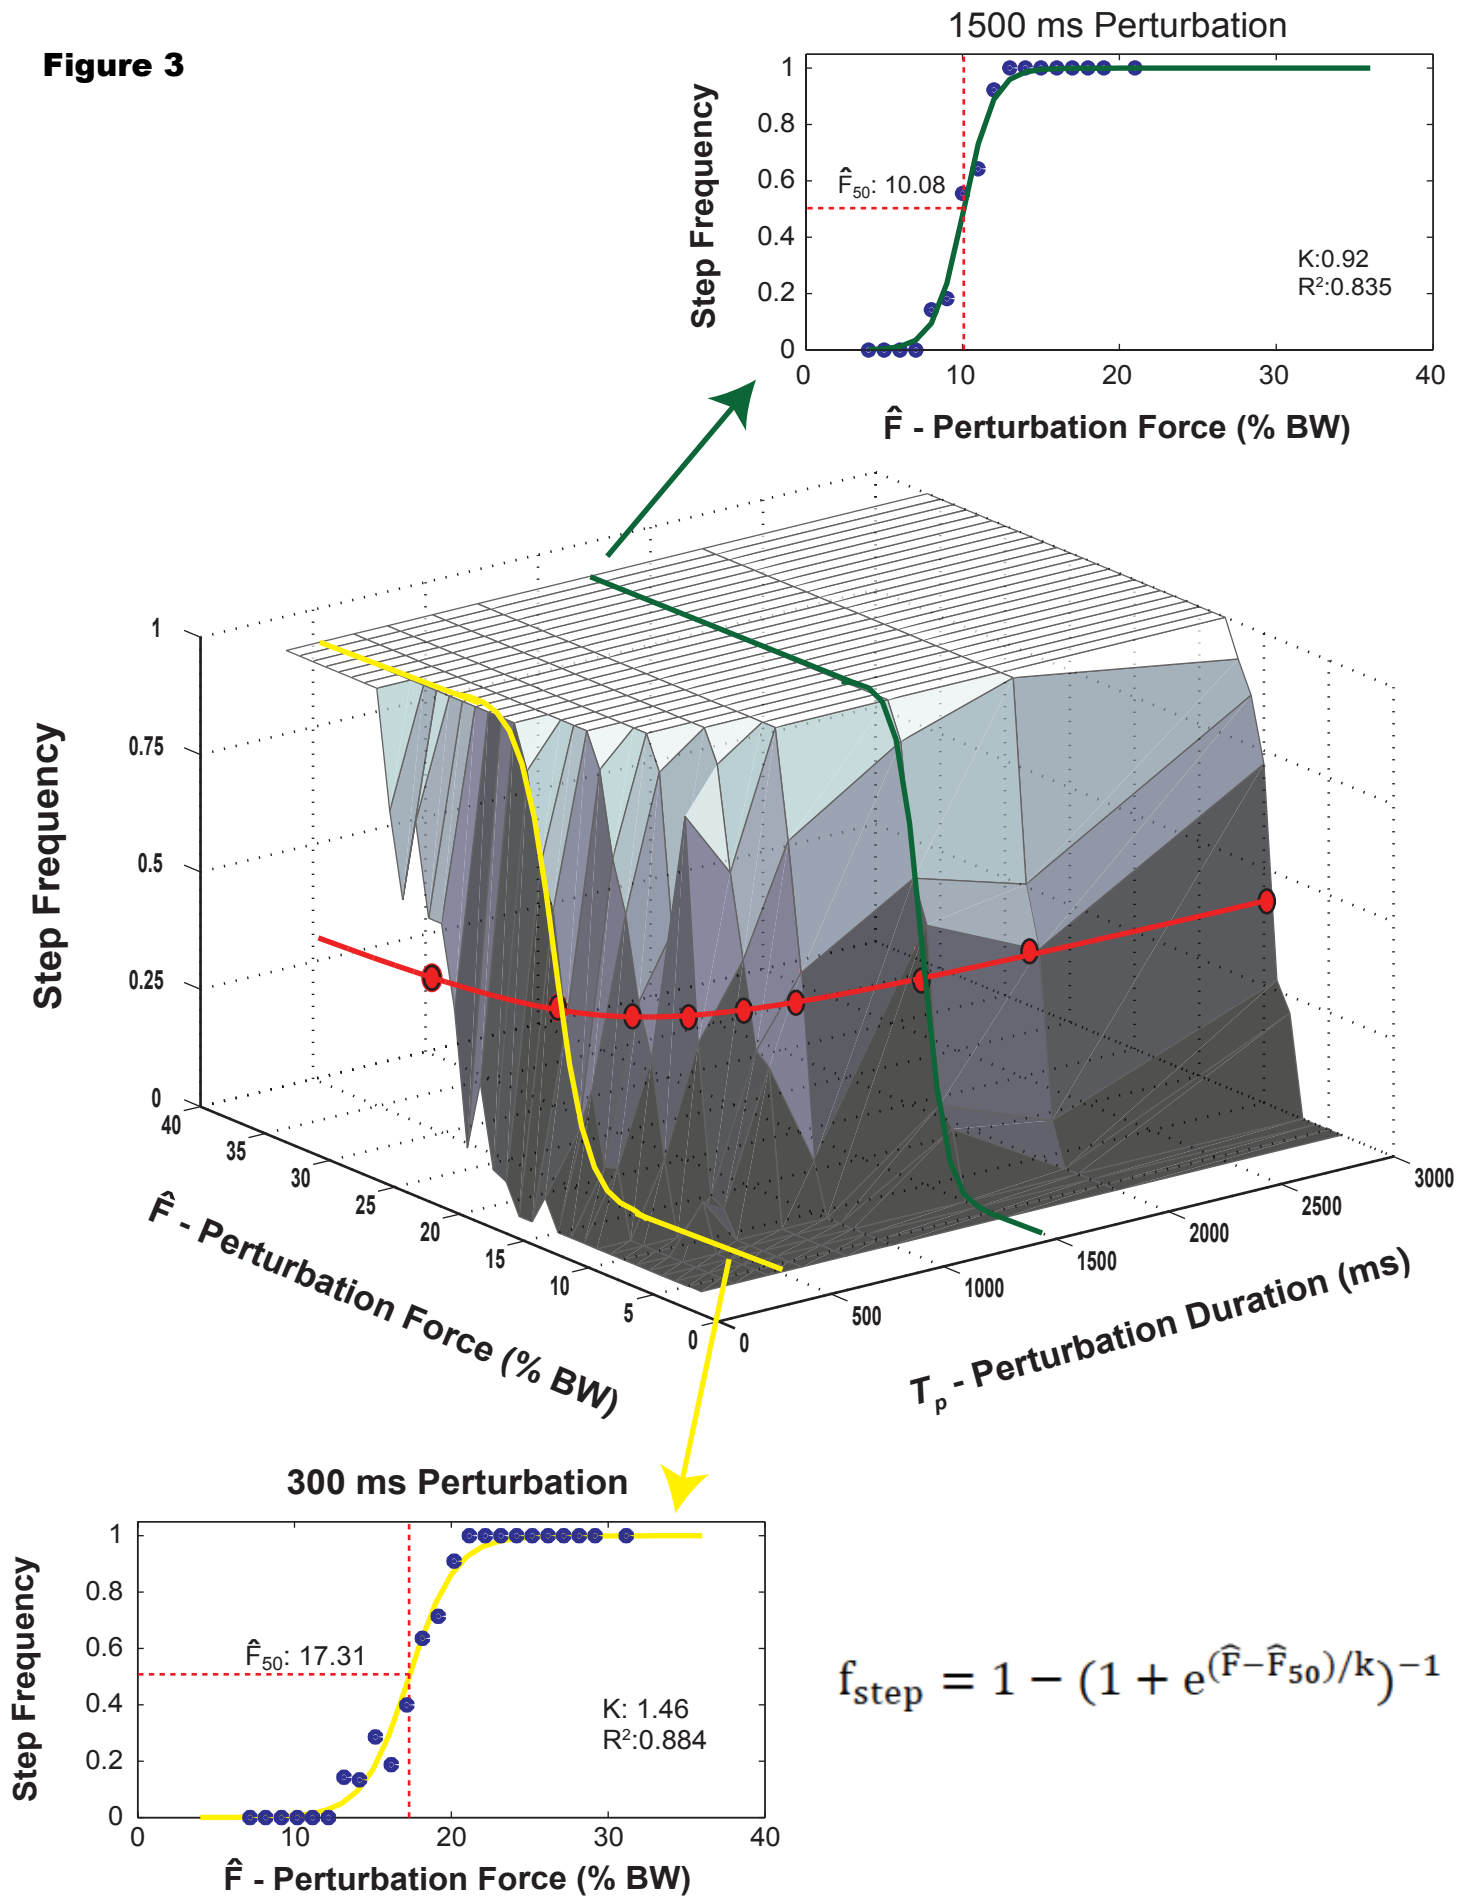 Figure 3
1500 ms Perturbation
Step Frequency
1
0.8
0.6
0.4
0.2
0
F̂50: 10.08
K:0.92
R²:0.835
0 10 20 30 40
F̂ - Perturbation Force (% BW)
Step Frequency
1
0.75
0.5
0.25
0
40 35 30 25 20 15 10 5 0
F̂ - Perturbation Force (% BW)
0 500 1000 1500 2000 2500 3000
Tp - Perturbation Duration (ms)
300 ms Perturbation
Step Frequency
1
0.8
0.6
0.4
0.2
0
F̂50: 17.31
K: 1.46
R²:0.884
0 10 20 30 40
F̂ - Perturbation Force (% BW)
fstep = 1 − (1 + e^(F̂−F̂50)/k)^−1